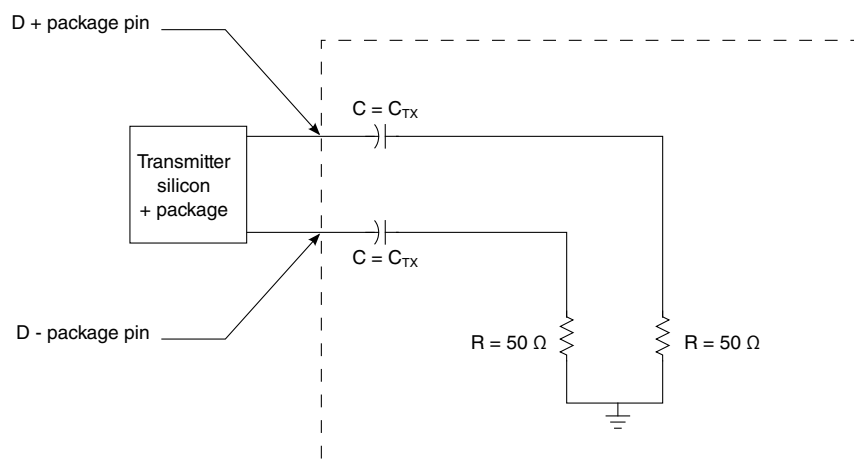 D + package pin
C = CTX
Transmitter
silicon
+ package
C = CTX
D - package pin
R = 50 Ω
R = 50 Ω